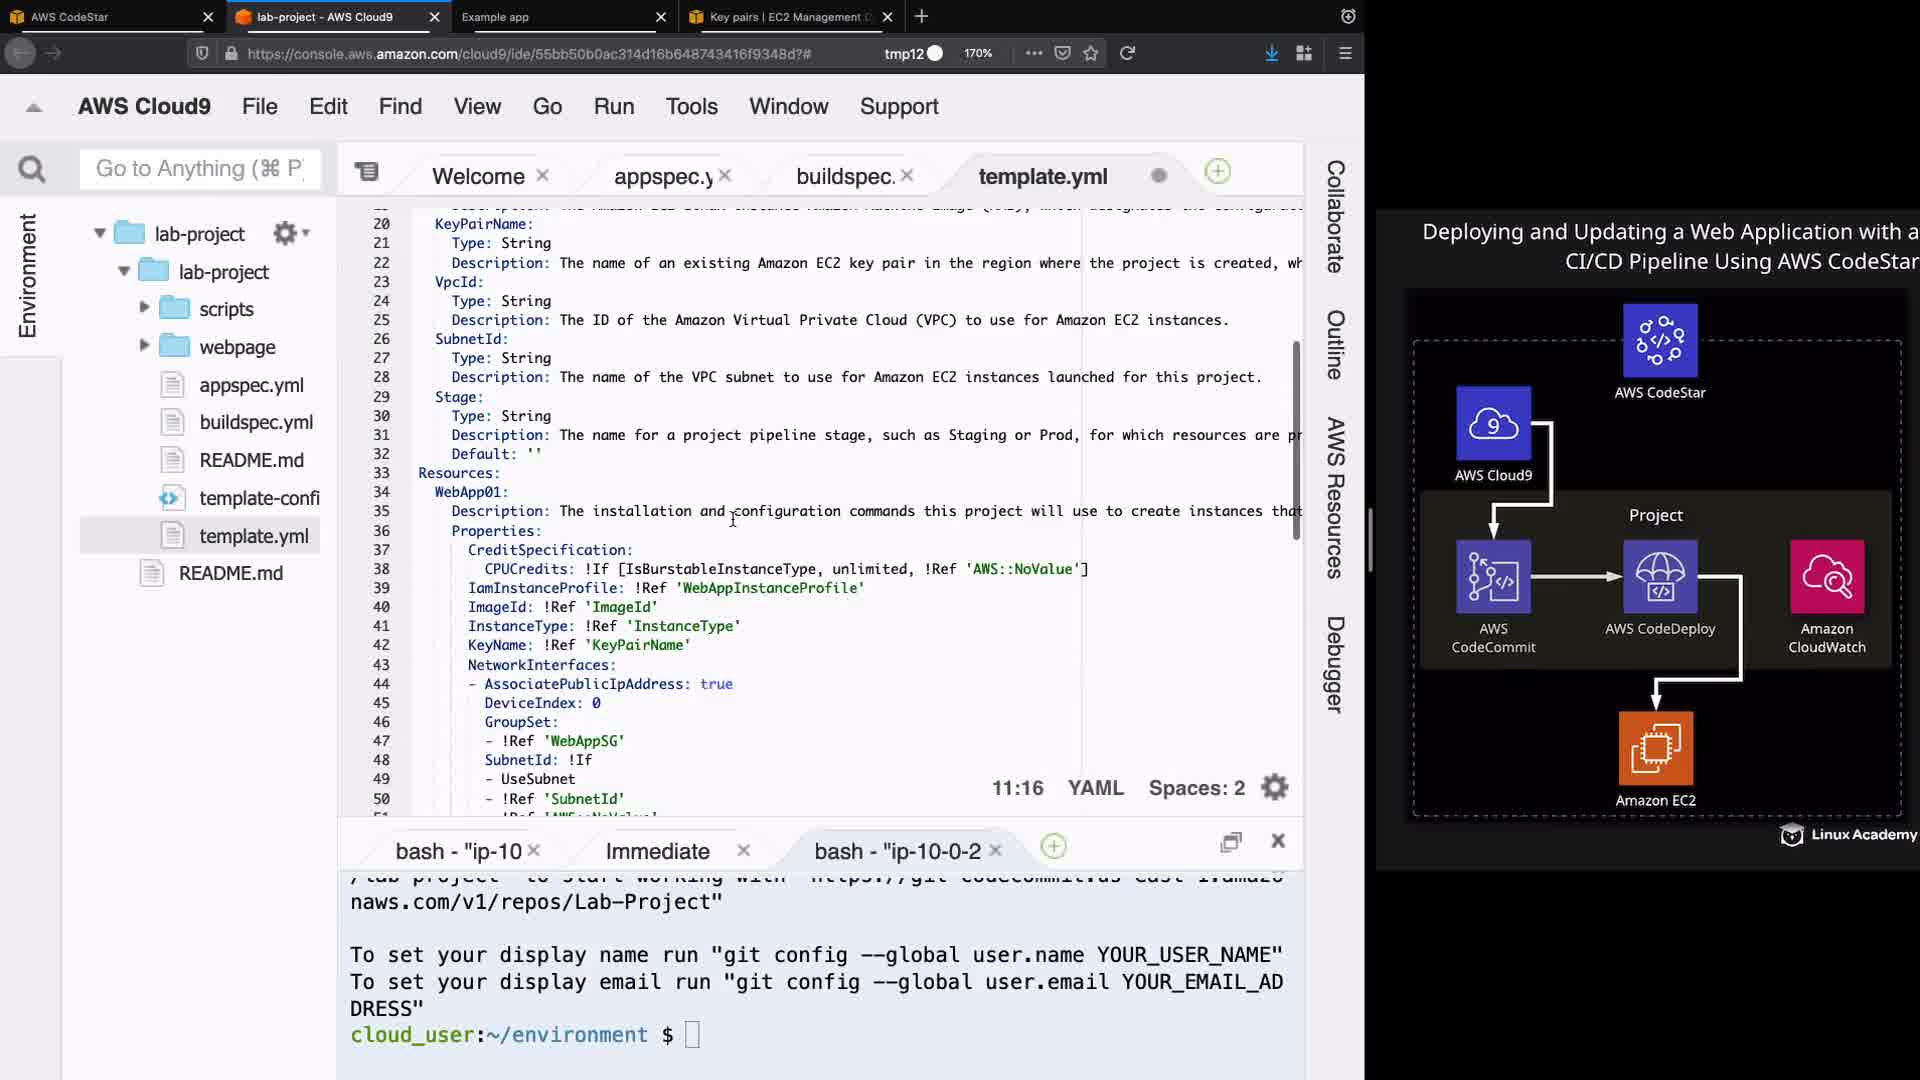 AWS CodeStar
lab-project - AWS Cloud9
Example app
Key pairs | EC2 Management
https://console.aws.amazon.com/cloud9/ide/55bb50b0ac314d16b648743416f9348d?#
tmp12
170%
AWS Cloud9
File
Edit
Find
View
Go
Run
Tools
Window
Support
Go to Anything (⌘ P)
Welcome
appspec.y
buildspec.
template.yml
Environment
lab-project
lab-project
scripts
webpage
appspec.yml
buildspec.yml
README.md
template-confi
template.yml
README.md
20 KeyPairName:
21 Type: String
22 Description: The name of an existing Amazon EC2 key pair in the region where the project is created, wh
23 VpcId:
24 Type: String
25 Description: The ID of the Amazon Virtual Private Cloud (VPC) to use for Amazon EC2 instances.
26 SubnetId:
27 Type: String
28 Description: The name of the VPC subnet to use for Amazon EC2 instances launched for this project.
29 Stage:
30 Type: String
31 Description: The name for a project pipeline stage, such as Staging or Prod, for which resources are pr
32 Default: ''
33 Resources:
34 WebApp01:
35 Description: The installation and configuration commands this project will use to create instances that
36 Properties:
37 CreditSpecification:
38 CPUCredits: !If [IsBurstableInstanceType, unlimited, !Ref 'AWS::NoValue']
39 IamInstanceProfile: !Ref 'WebAppInstanceProfile'
40 ImageId: !Ref 'ImageId'
41 InstanceType: !Ref 'InstanceType'
42 KeyName: !Ref 'KeyPairName'
43 NetworkInterfaces:
44 - AssociatePublicIpAddress: true
45 DeviceIndex: 0
46 GroupSet:
47 - !Ref 'WebAppSG'
48 SubnetId: !If
49 - UseSubnet
50 - !Ref 'SubnetId'
11:16 YAML Spaces: 2
Collaborate
Outline
AWS Resources
Debugger
bash - "ip-10
Immediate
bash - "ip-10-0-2
naws.com/v1/repos/Lab-Project"
To set your display name run "git config --global user.name YOUR_USER_NAME"
To set your display email run "git config --global user.email YOUR_EMAIL_AD
DRESS"
cloud_user:~/environment $
Deploying and Updating a Web Application with a
CI/CD Pipeline Using AWS CodeStar
AWS CodeStar
9
AWS Cloud9
Project
AWS
CodeCommit
AWS CodeDeploy
Amazon
CloudWatch
Amazon EC2
Linux Academy